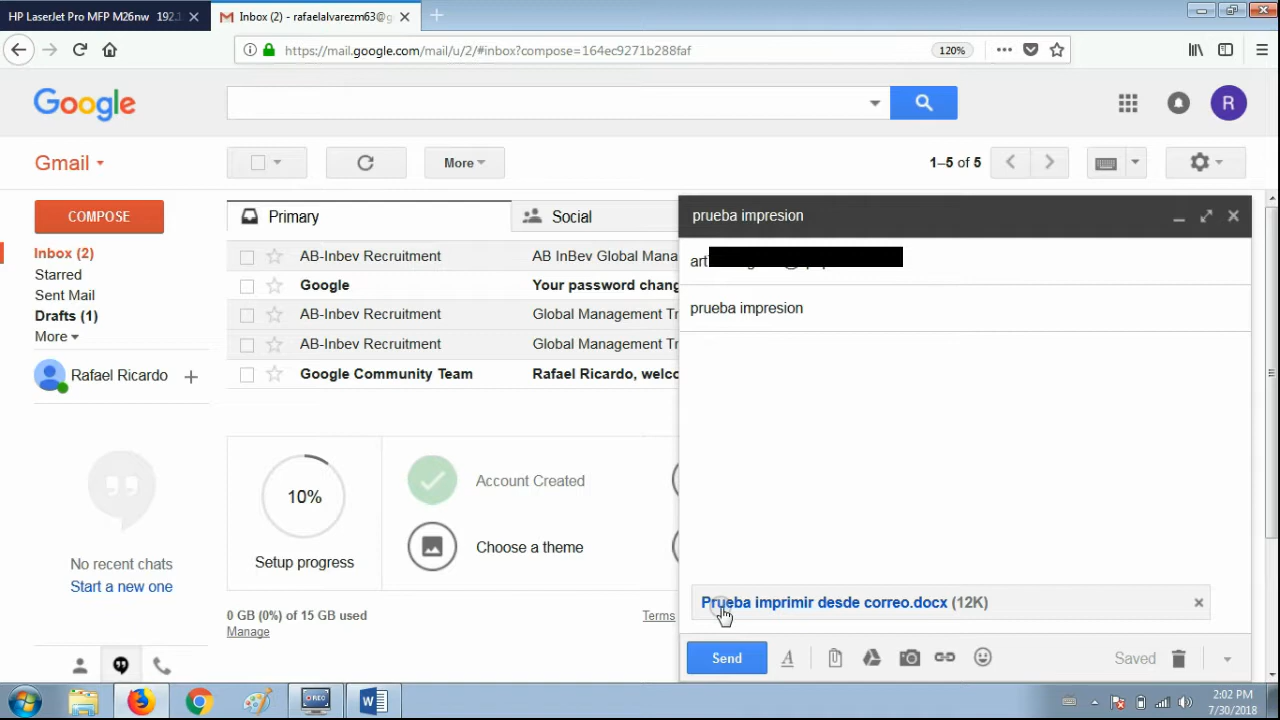 HP LaserJet Pro MFP M26nw 192.1
Inbox (2) - rafaelalvarezm63@g
https://mail.google.com/mail/u/2/#inbox?compose=164ec9271b288faf
120%
Google
R
Gmail
More
1–5 of 5
COMPOSE
Primary
Social
prueba impresion
Inbox (2)
Starred
Sent Mail
Drafts (1)
More
Rafael Ricardo
AB-Inbev Recruitment AB InBev Global Mana
Google Your password chang
AB-Inbev Recruitment Global Management Tr
AB-Inbev Recruitment Global Management Tr
Google Community Team Rafael Ricardo, welco
prueba impresion
10%
Setup progress
Account Created
Choose a theme
No recent chats
Start a new one
0 GB (0%) of 15 GB used
Manage
Terms
Prueba imprimir desde correo.docx (12K)
Send
Saved
REC
2:02 PM
7/30/2018